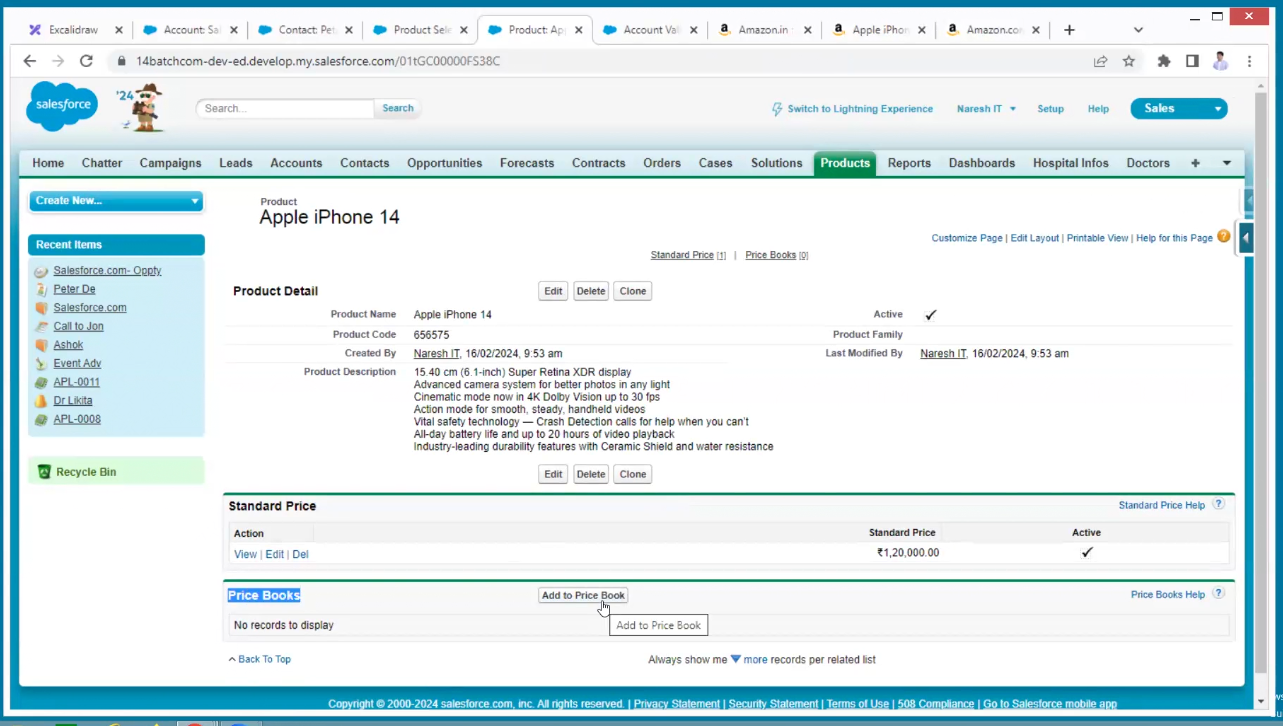 Excalidraw
Account: Sal
Contact: Pet
Product Sele
Product: App
Account Vali
Amazon.in
Apple iPhon
Amazon.co
14batchcom-dev-ed.develop.my.salesforce.com/01tGC00000FS38C
salesforce
'24
Search...
Search
Switch to Lightning Experience
Naresh IT
Setup
Help
Sales
Home Chatter Campaigns Leads Accounts Contacts Opportunities Forecasts Contracts Orders Cases Solutions Products Reports Dashboards Hospital Infos Doctors +
Create New...
Recent Items
Salesforce.com- Oppty
Peter De
Salesforce.com
Call to Jon
Ashok
Event Adv
APL-0011
Dr Likita
APL-0008
Recycle Bin
Product
Apple iPhone 14
Customize Page | Edit Layout | Printable View | Help for this Page ?
Standard Price [1] | Price Books [0]
Product Detail
Edit Delete Clone
Product Name Apple iPhone 14 Active ✓
Product Code 656575 Product Family
Created By Naresh IT, 16/02/2024, 9:53 am Last Modified By Naresh IT, 16/02/2024, 9:53 am
Product Description 15.40 cm (6.1-inch) Super Retina XDR display
Advanced camera system for better photos in any light
Cinematic mode now in 4K Dolby Vision up to 30 fps
Action mode for smooth, steady, handheld videos
Vital safety technology — Crash Detection calls for help when you can't
All-day battery life and up to 20 hours of video playback
Industry-leading durability features with Ceramic Shield and water resistance
Edit Delete Clone
Standard Price Standard Price Help ?
Action Standard Price Active
View | Edit | Del ₹1,20,000.00 ✓
Price Books Add to Price Book Price Books Help ?
No records to display
Add to Price Book
^ Back To Top Always show me ▼ more records per related list
Copyright © 2000-2024 salesforce.com, inc. All rights reserved. | Privacy Statement | Security Statement | Terms of Use | 508 Compliance | Go to Salesforce mobile app